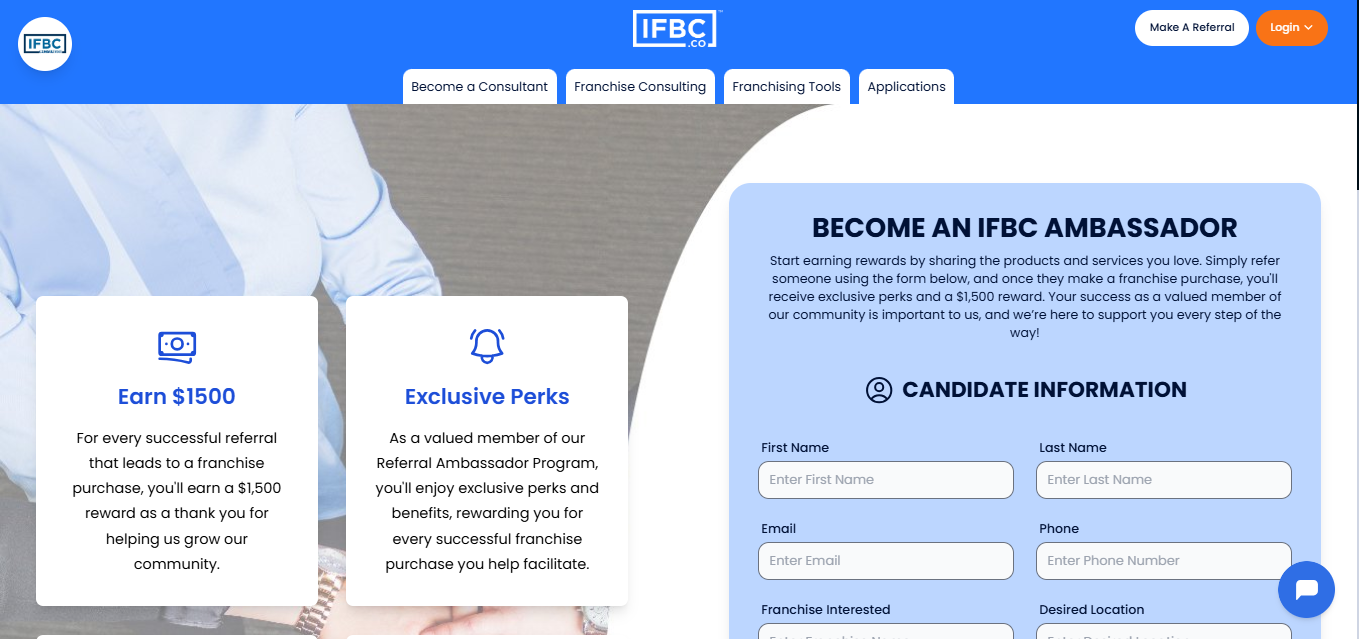 IFBC
IFBC
.CO
Make A Referral
Login
Become a Consultant
Franchise Consulting
Franchising Tools
Applications
Earn $1500
For every successful referral
that leads to a franchise
purchase, you'll earn a $1,500
reward as a thank you for
helping us grow our
community.
Exclusive Perks
As a valued member of our
Referral Ambassador Program,
you'll enjoy exclusive perks and
benefits, rewarding you for
every successful franchise
purchase you help facilitate.
BECOME AN IFBC AMBASSADOR
Start earning rewards by sharing the products and services you love. Simply refer
someone using the form below, and once they make a franchise purchase, you'll
receive exclusive perks and a $1,500 reward. Your success as a valued member of
our community is important to us, and we’re here to support you every step of the
way!
CANDIDATE INFORMATION
First Name
Last Name
Enter First Name
Enter Last Name
Email
Phone
Enter Email
Enter Phone Number
Franchise Interested
Desired Location